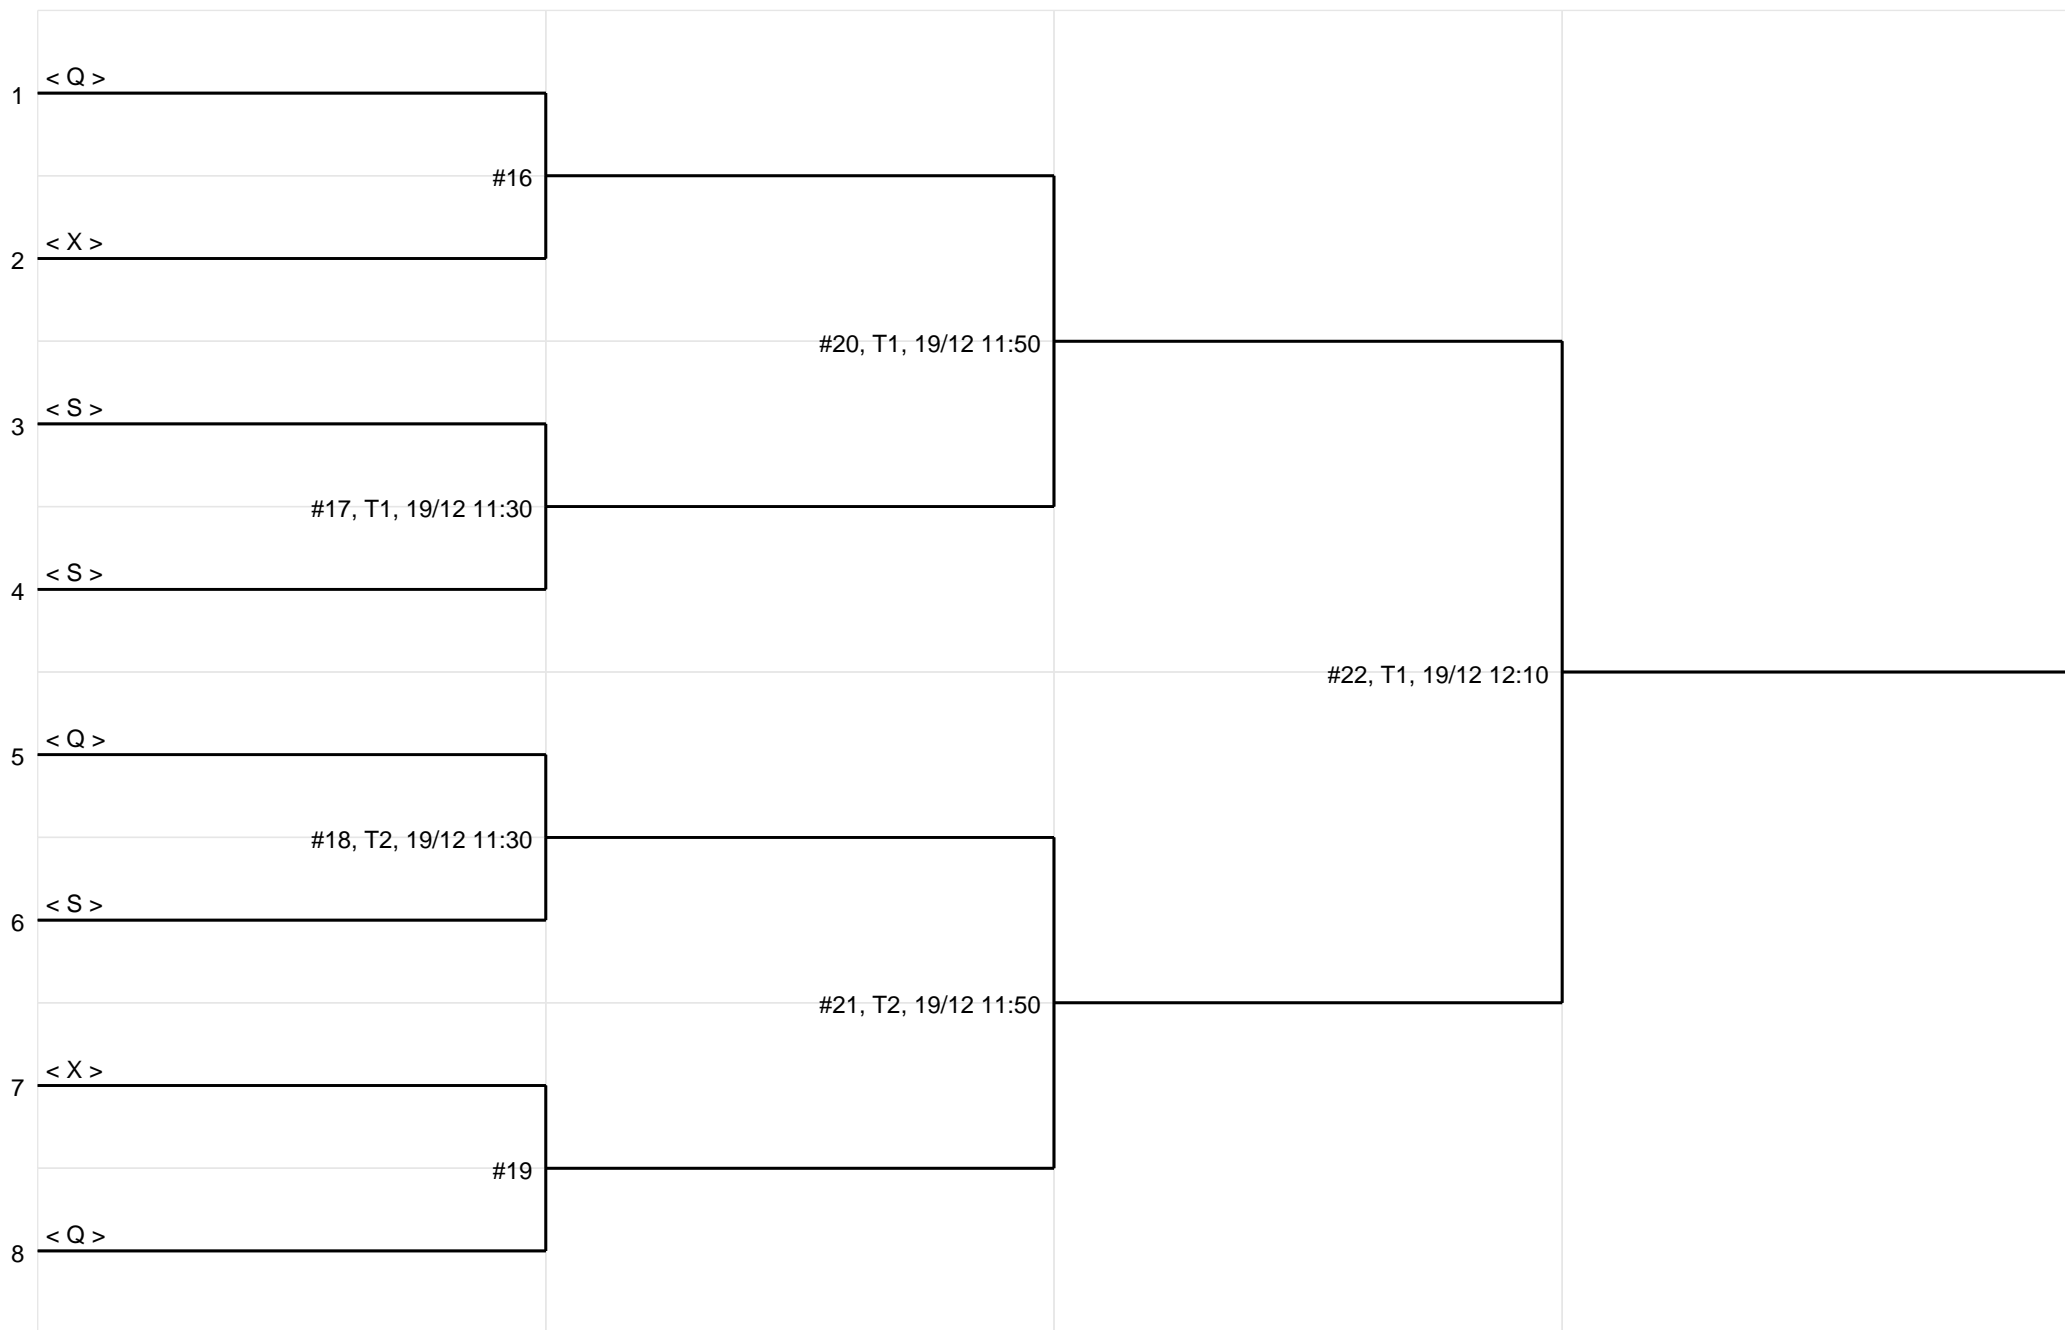 < Q >
1
#16
< X >
2
#20, T1, 19/12 11:50
< S >
3
#17, T1, 19/12 11:30
< S >
4
#22, T1, 19/12 12:10
< Q >
5
#18, T2, 19/12 11:30
< S >
6
#21, T2, 19/12 11:50
< X >
7
#19
< Q >
8